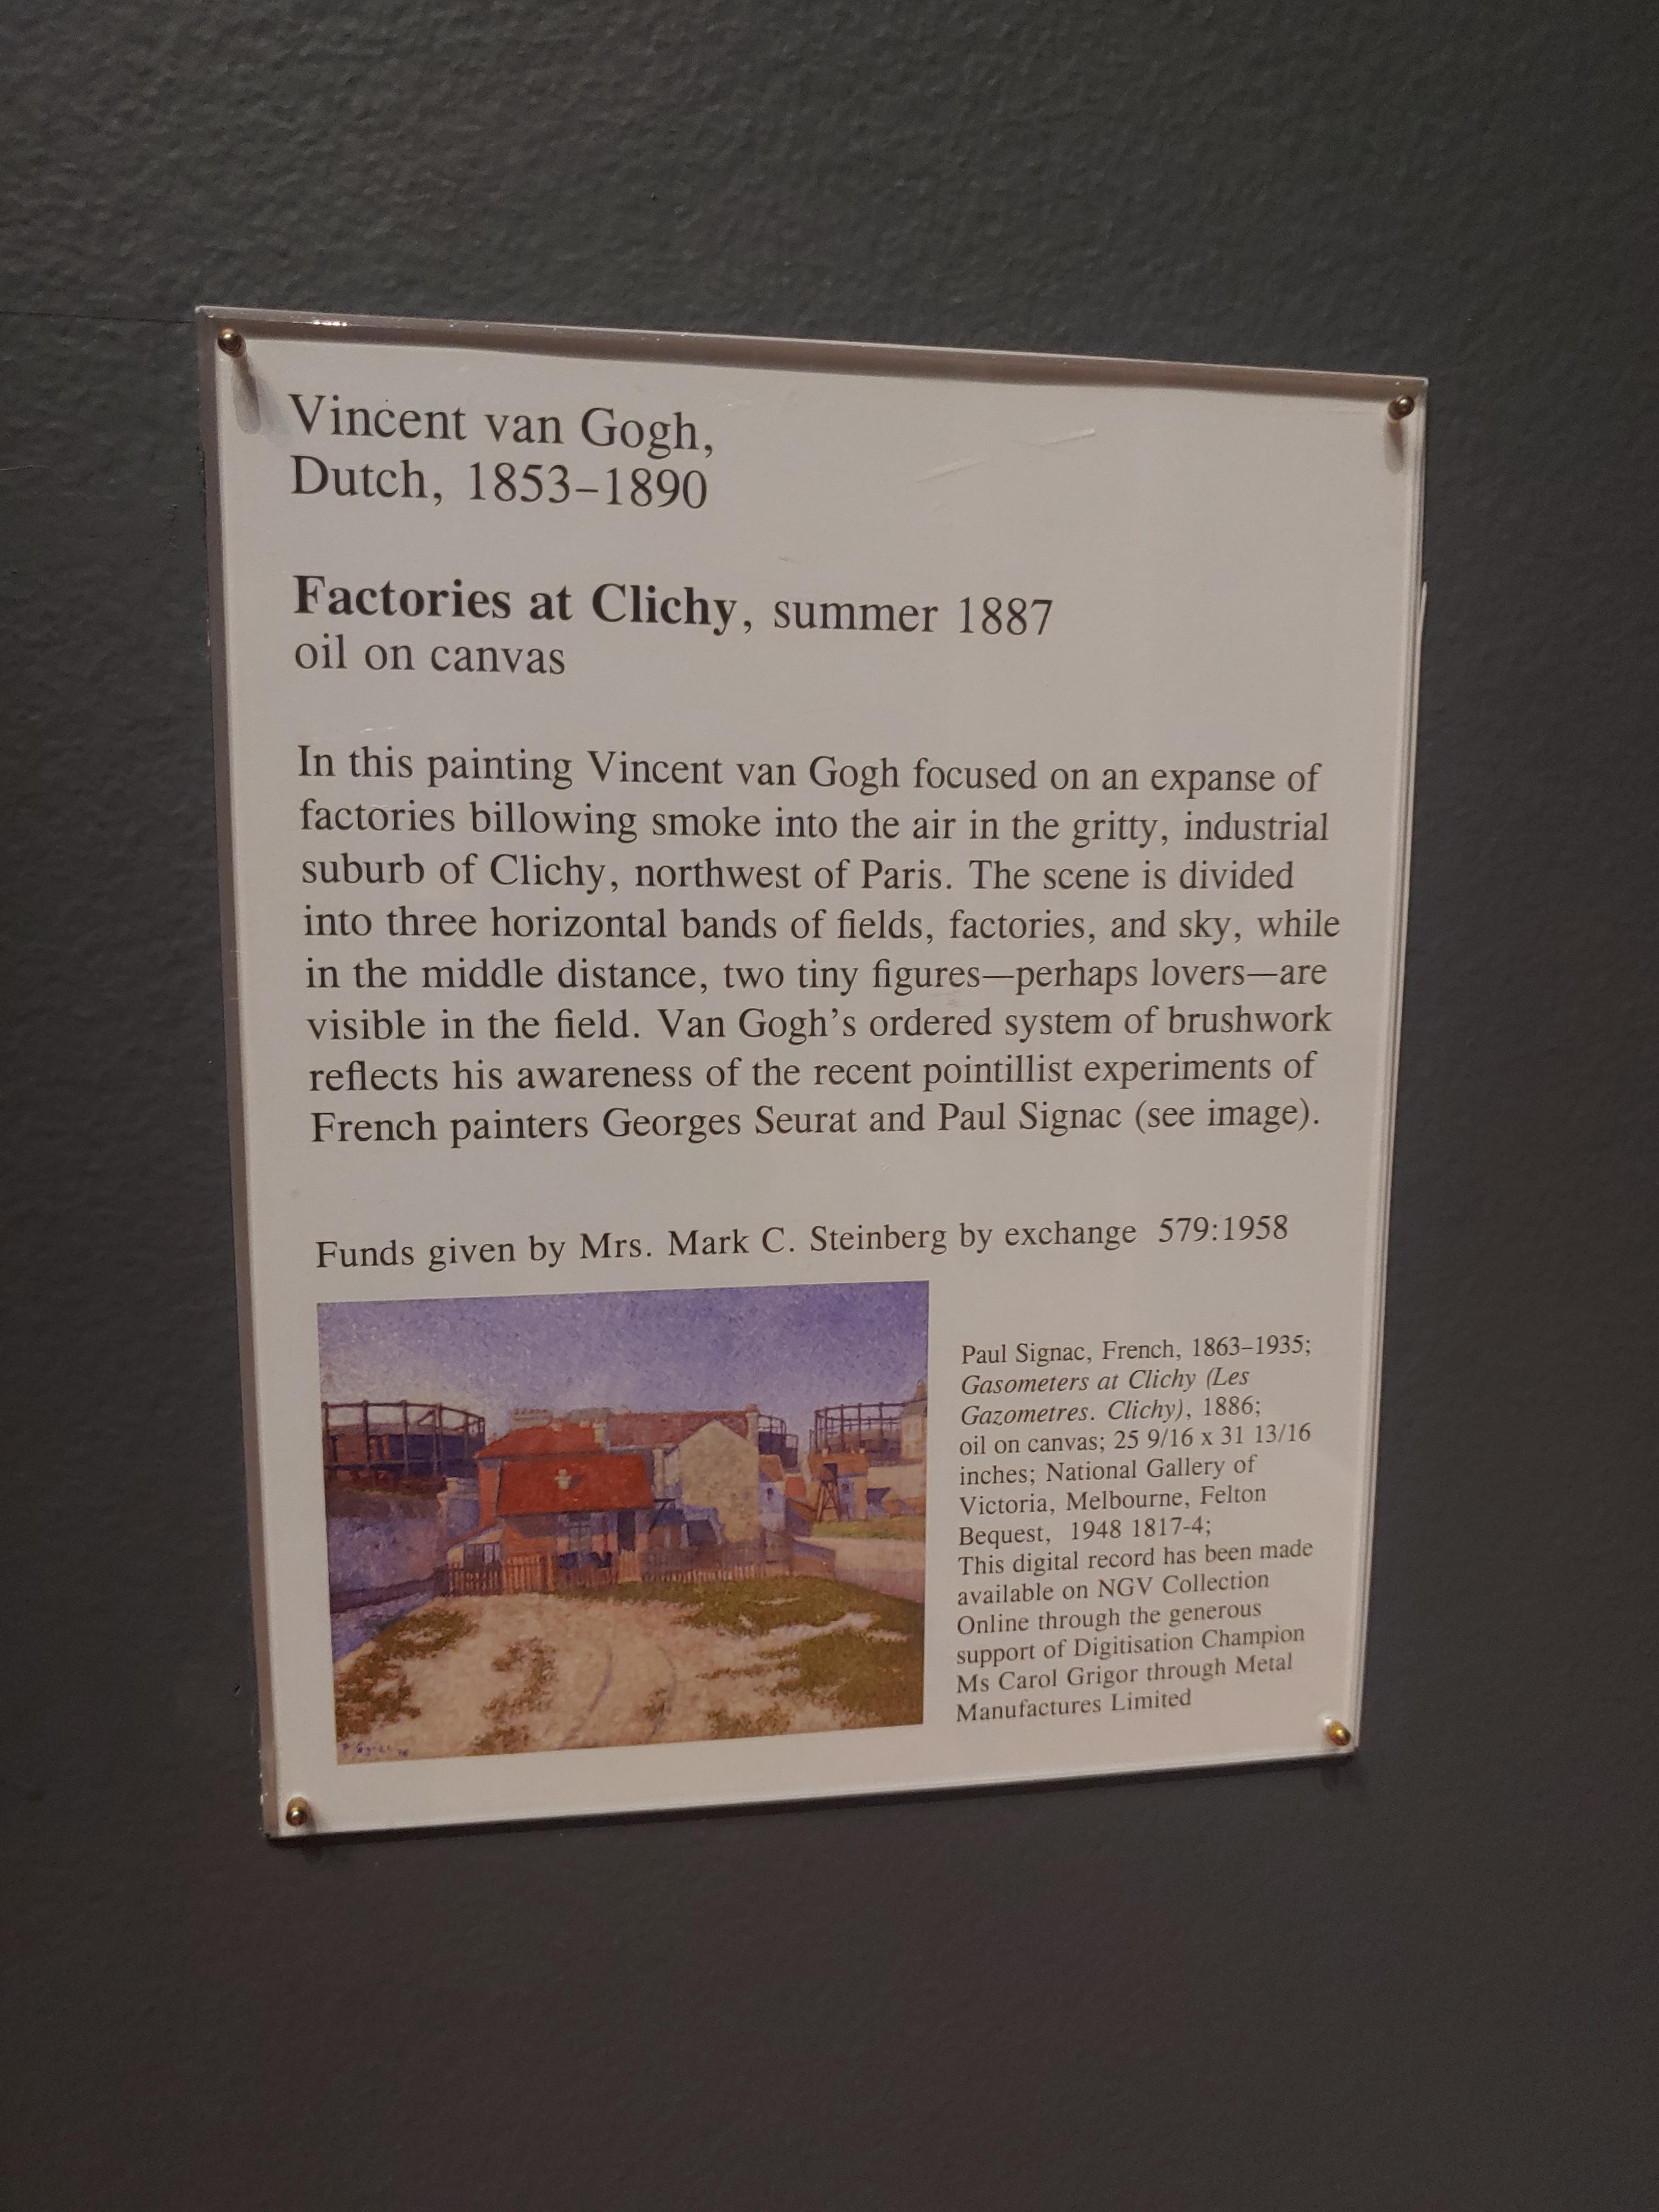 Vincent van Gogh,
Dutch, 1853–1890
Factories at Clichy, summer 1887
oil on canvas
In this painting Vincent van Gogh focused on an expanse of
factories billowing smoke into the air in the gritty, industrial
suburb of Clichy, northwest of Paris. The scene is divided
into three horizontal bands of fields, factories, and sky, while
in the middle distance, two tiny figures—perhaps lovers—are
visible in the field. Van Gogh's ordered system of brushwork
reflects his awareness of the recent pointillist experiments of
French painters Georges Seurat and Paul Signac (see image).
Funds given by Mrs. Mark C. Steinberg by exchange 579:1958
Paul Signac, French, 1863–1935;
Gasometers at Clichy (Les
Gazometres. Clichy), 1886;
oil on canvas; 25 9/16 x 31 13/16
inches; National Gallery of
Victoria, Melbourne, Felton
Bequest, 1948 1817-4;
This digital record has been made
available on NGV Collection
Online through the generous
support of Digitisation Champion
Ms Carol Grigor through Metal
Manufactures Limited